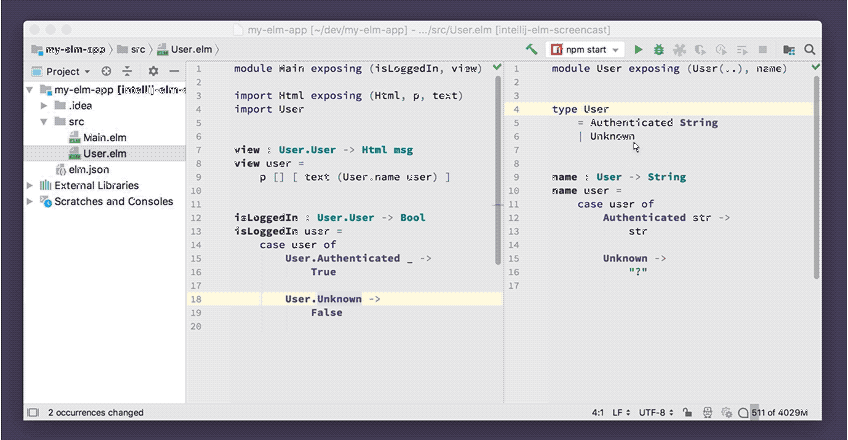 my-elm-app [~/dev/my-elm-app] - .../src/User.elm [intellij-elm-screencast]
my-elm-app src User.elm npm start
Project
my-elm-app [intellij-elm-s
.idea
src
Main.elm
User.elm
elm.json
External Libraries
Scratches and Consoles
1 module Main exposing (isLoggedIn, view)
2
3 import Html exposing (Html, p, text)
4 import User
5
6
7 view : User.User -> Html msg
8 view user =
9 p [] [ text (User.name user) ]
10
11
12 isLoggedIn : User.User -> Bool
13 isLoggedIn user =
14 case user of
15 User.Authenticated _ ->
16 True
17
18 User.Unknown ->
19 False
20
1 module User exposing (User(..), name)
2
3
4 type User
5 = Authenticated String
6 | Unknown
7
8
9 name : User -> String
10 name user =
11 case user of
12 Authenticated str ->
13 str
14
15 Unknown ->
16 "?"
17
2 occurrences changed 4:1 LF UTF-8 511 of 4029M